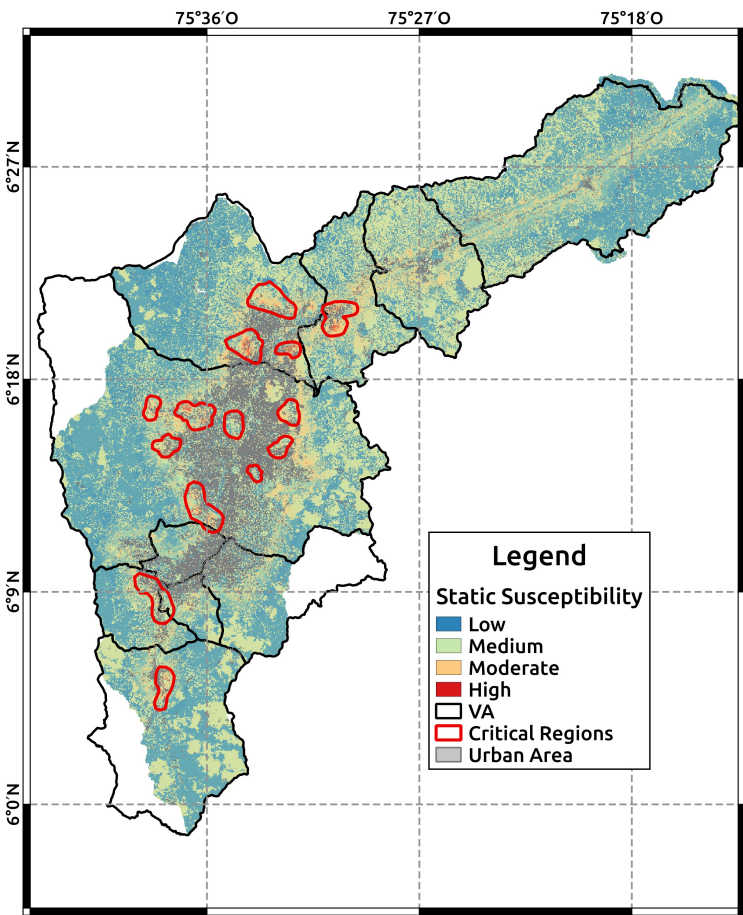 75°36′O 75°27′O 75°18′O
6°27′N
6°18′N
6°9′N
6°0′N
Legend
Static Susceptibility
Low
Medium
Moderate
High
VA
Critical Regions
Urban Area